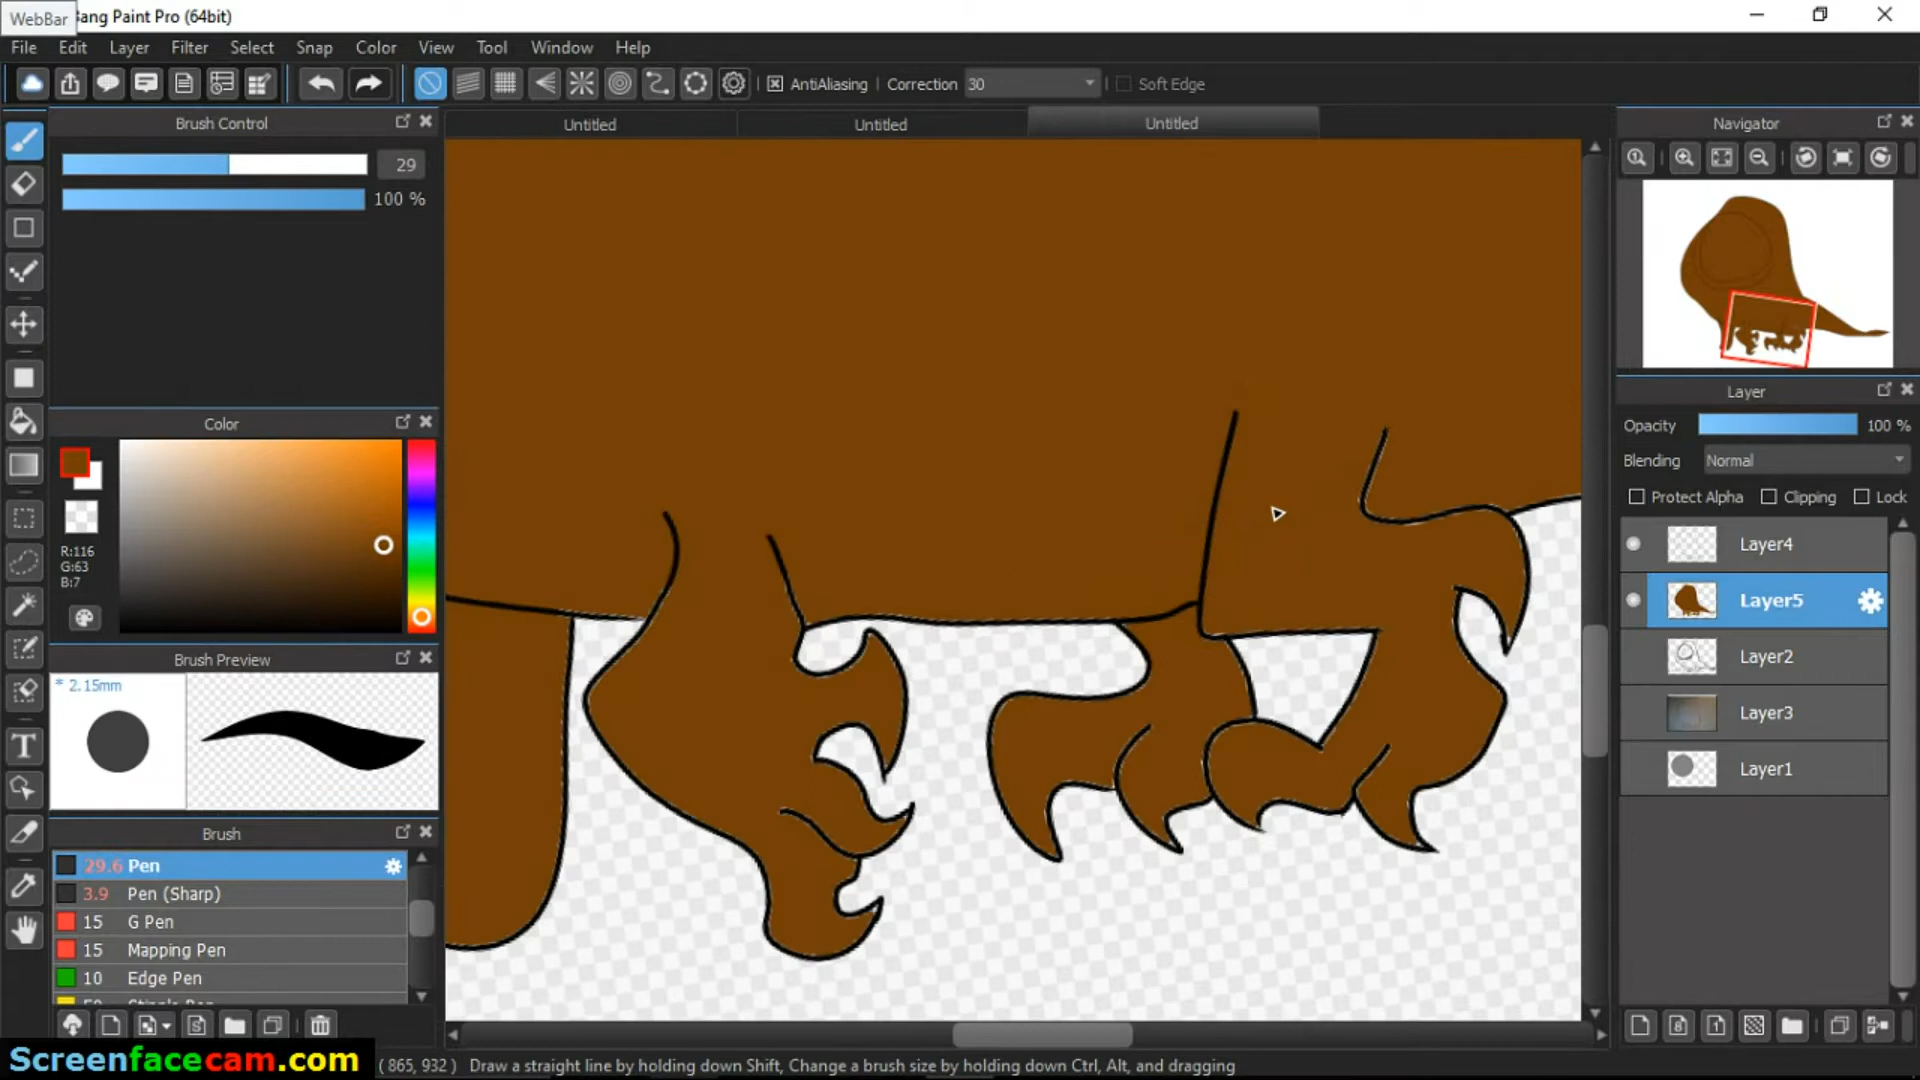 WebBar
Bang Paint Pro (64bit)
File Edit Layer Filter Select Snap Color View Tool Window Help
AntiAliasing Correction 30 Soft Edge
Brush Control
Untitled Untitled Untitled
Navigator
29
100 %
Layer
Color
Opacity 100 %
Blending Normal
Protect Alpha Clipping Lock
Layer4
R:116
G:63
B:7
Layer5
Brush Preview
Layer2
* 2.15mm
Layer3
Layer1
Brush
29.6 Pen
3.9 Pen (Sharp)
15 G Pen
15 Mapping Pen
10 Edge Pen
Screenfacecam.com
( 865, 932 ) Draw a straight line by holding down Shift, Change a brush size by holding down Ctrl, Alt, and dragging